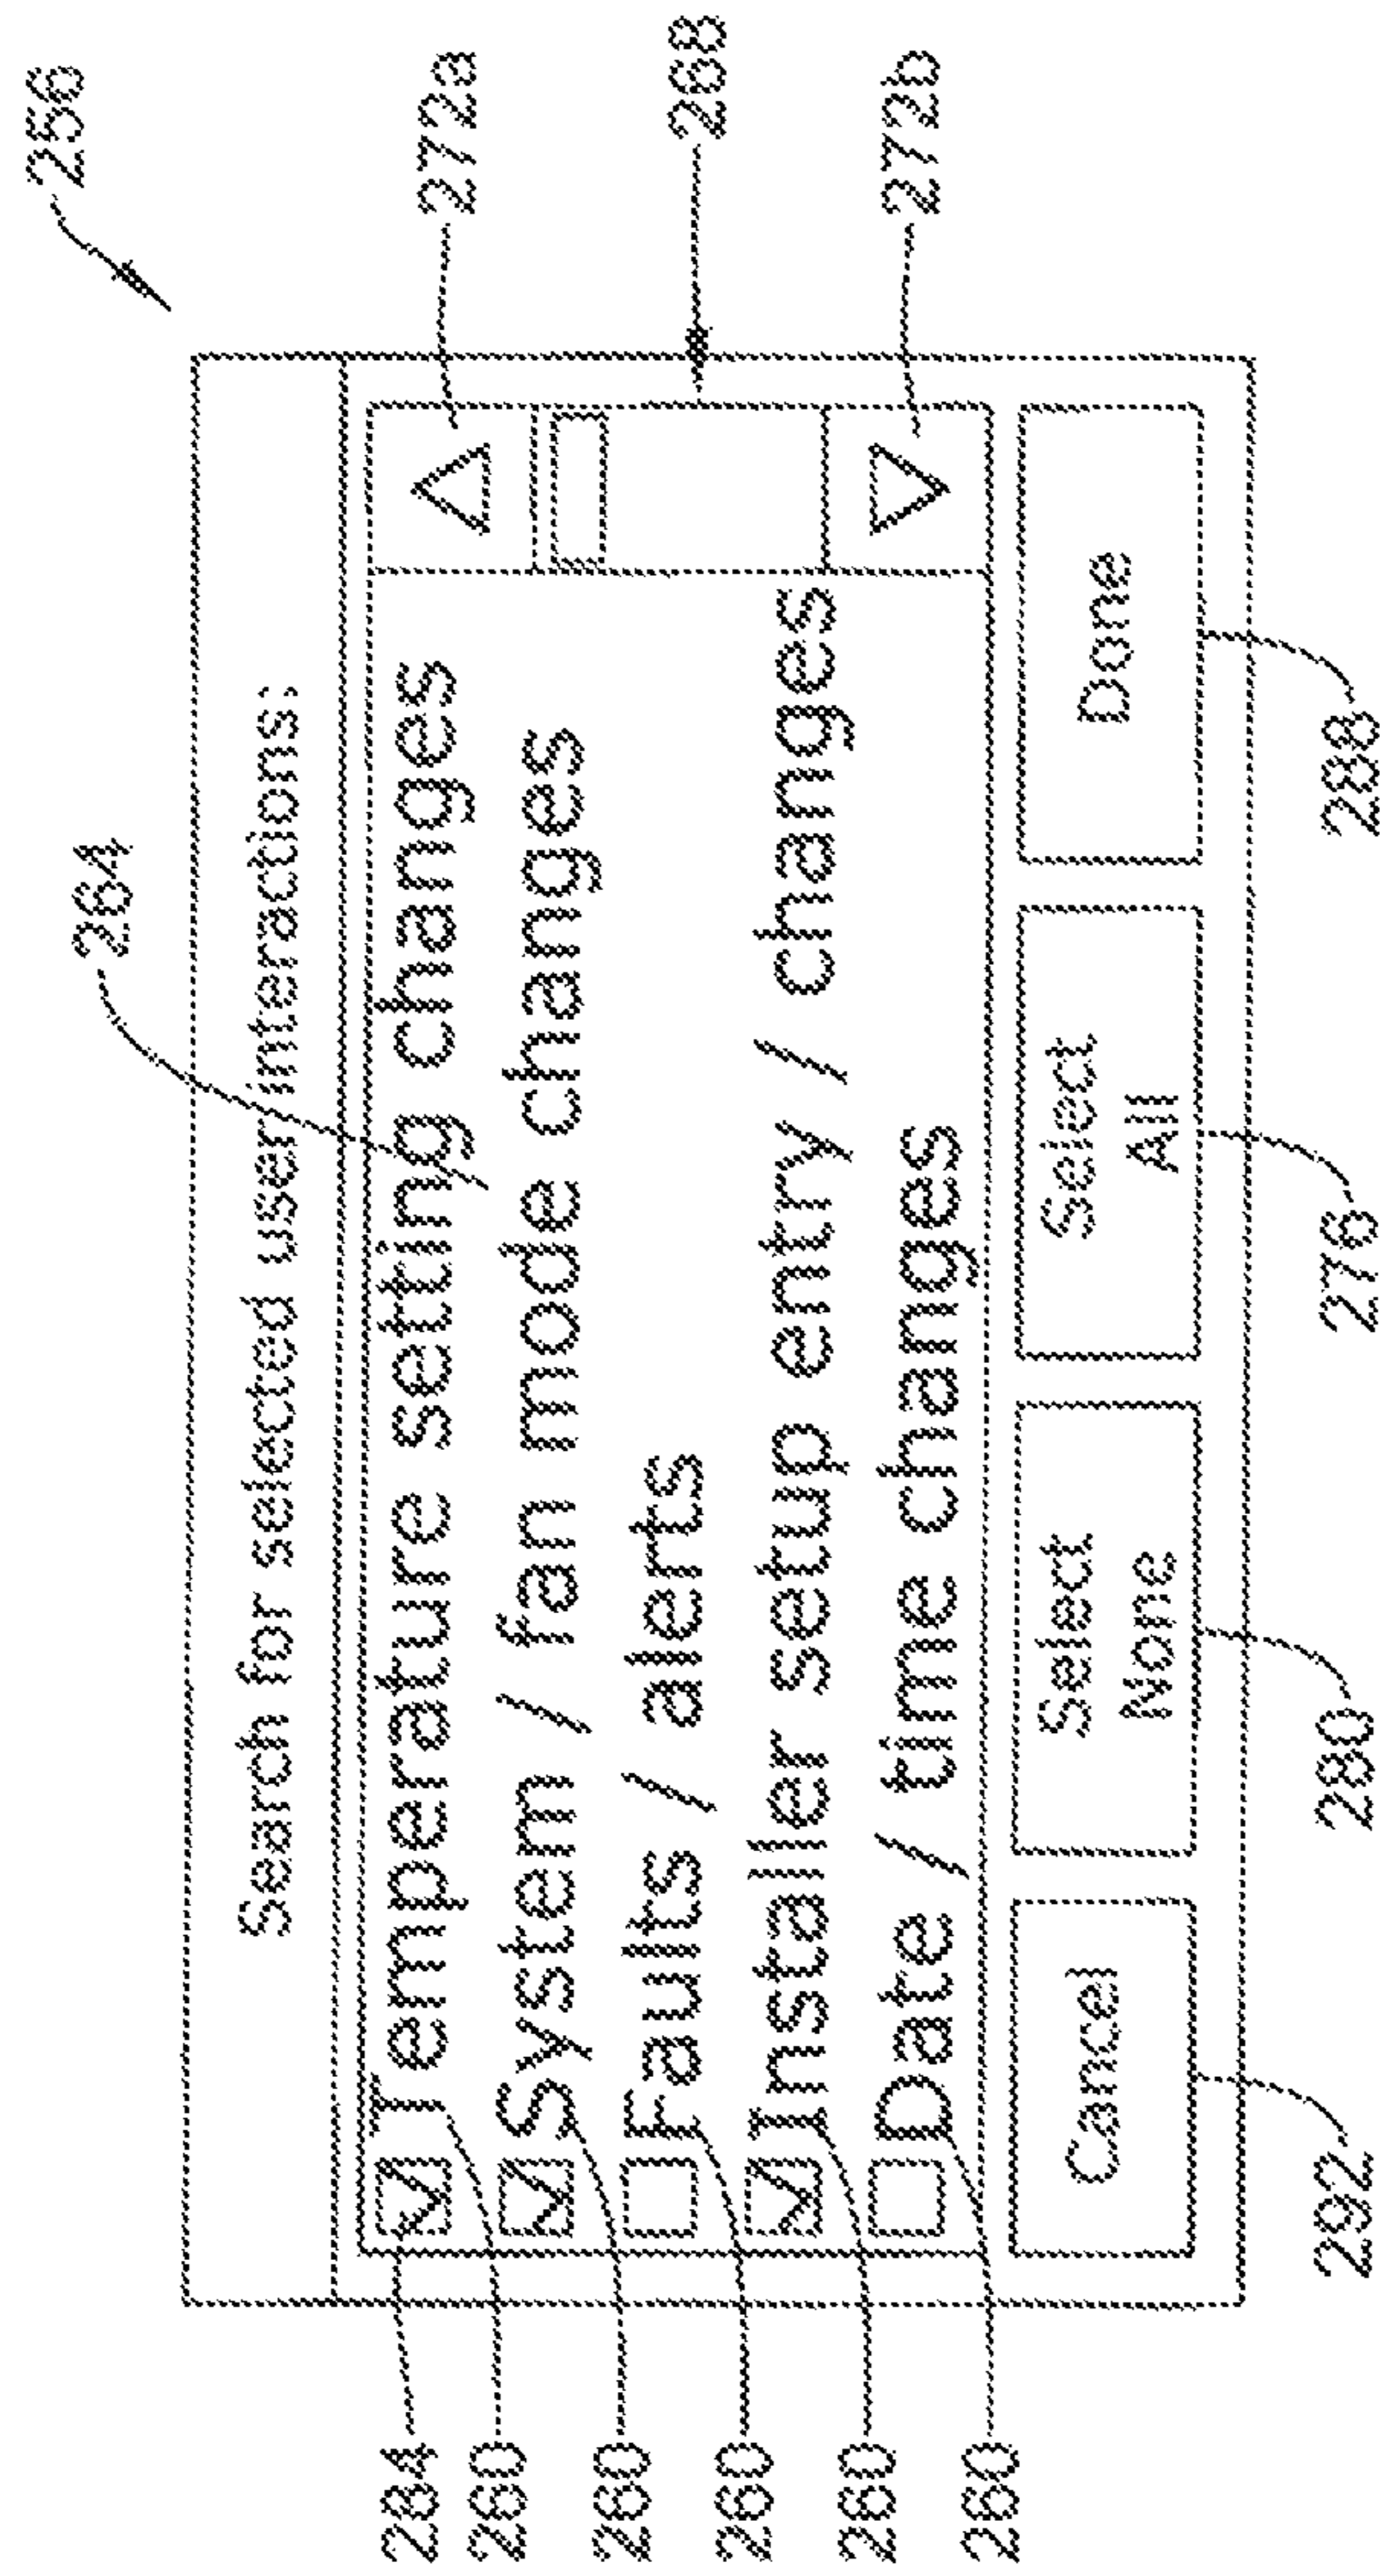 256
264
Search for selected user interactions:
284
Temperature setting changes
272a
260
System / fan mode changes
260
Faults / alerts
268
260
Installer setup entry / changes
260
Date / time changes
272b
260
Cancel
Select
None
Select
All
Done
292
280
276
288